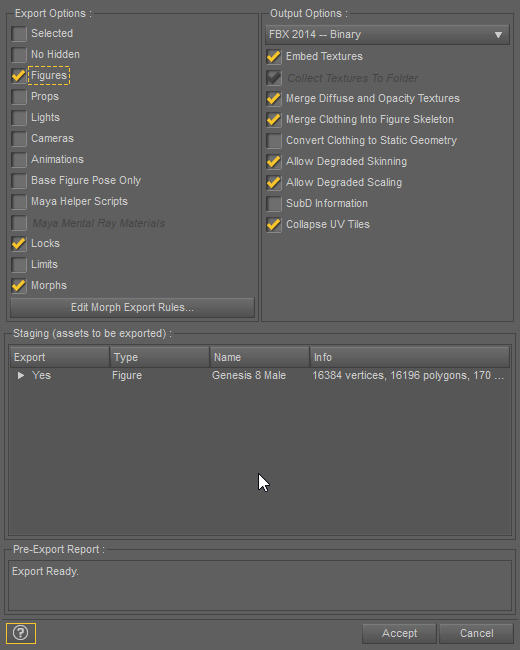 Export Options :
Selected
No Hidden
Figures
Props
Lights
Cameras
Animations
Base Figure Pose Only
Maya Helper Scripts
Maya Mental Ray Materials
Locks
Limits
Morphs
Edit Morph Export Rules...
Output Options :
FBX 2014 -- Binary
Embed Textures
Collect Textures To Folder
Merge Diffuse and Opacity Textures
Merge Clothing Into Figure Skeleton
Convert Clothing to Static Geometry
Allow Degraded Skinning
Allow Degraded Scaling
SubD Information
Collapse UV Tiles
Staging (assets to be exported) :
Export Type Name Info
Yes Figure Genesis 8 Male 16384 vertices, 16196 polygons, 170 ...
Pre-Export Report :
Export Ready.
? Accept Cancel